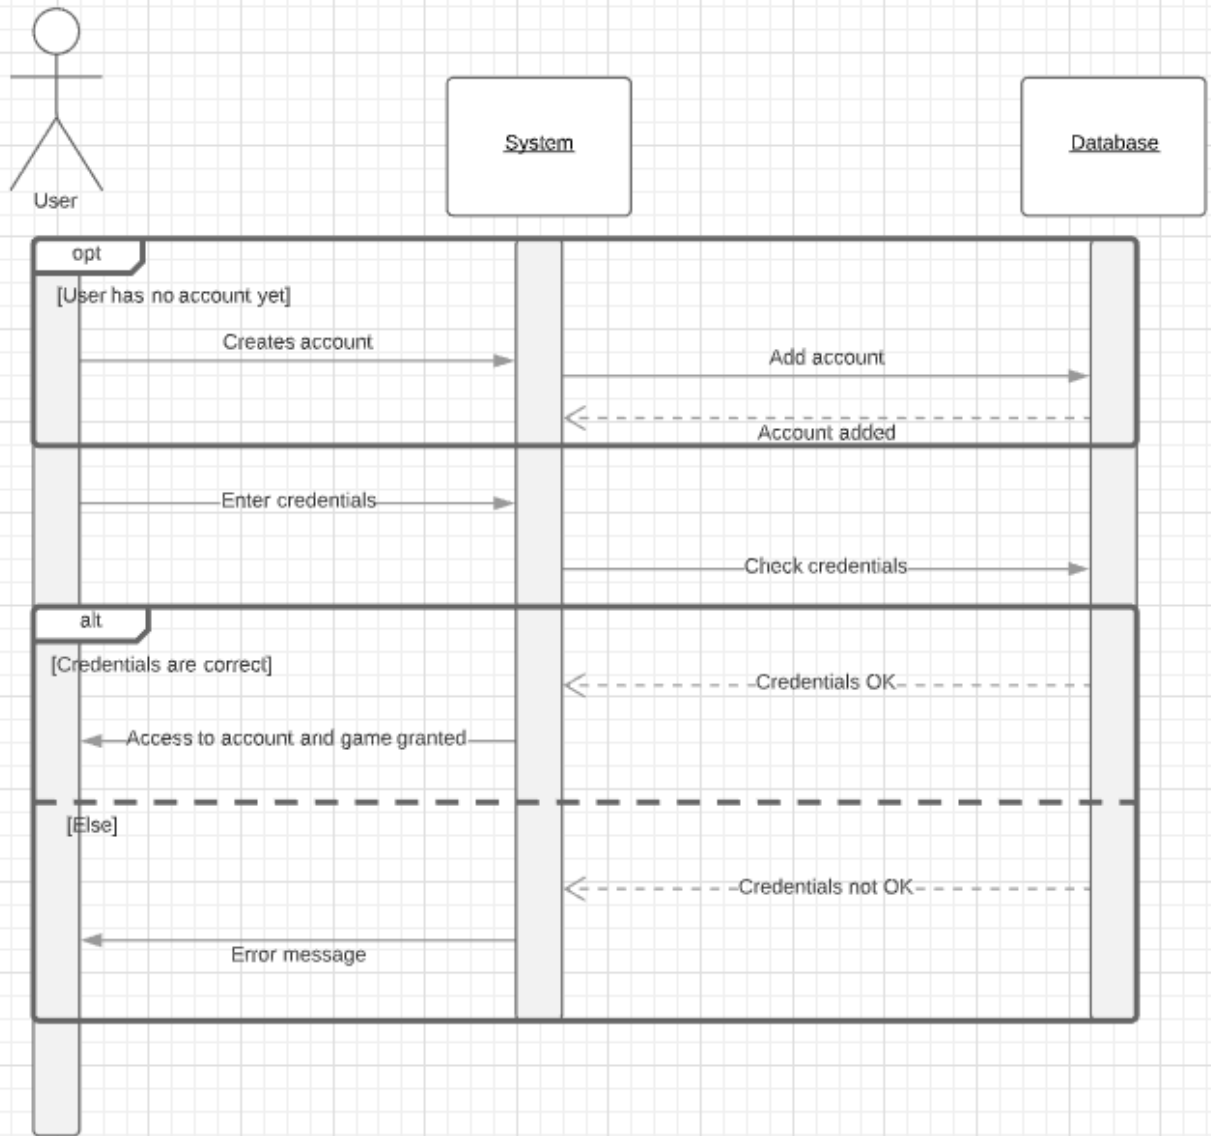 User
System
Database
opt
[User has no account yet]
Creates account
Add account
Account added
Enter credentials
Check credentials
alt
[Credentials are correct]
Credentials OK
Access to account and game granted
[Else]
Credentials not OK
Error message